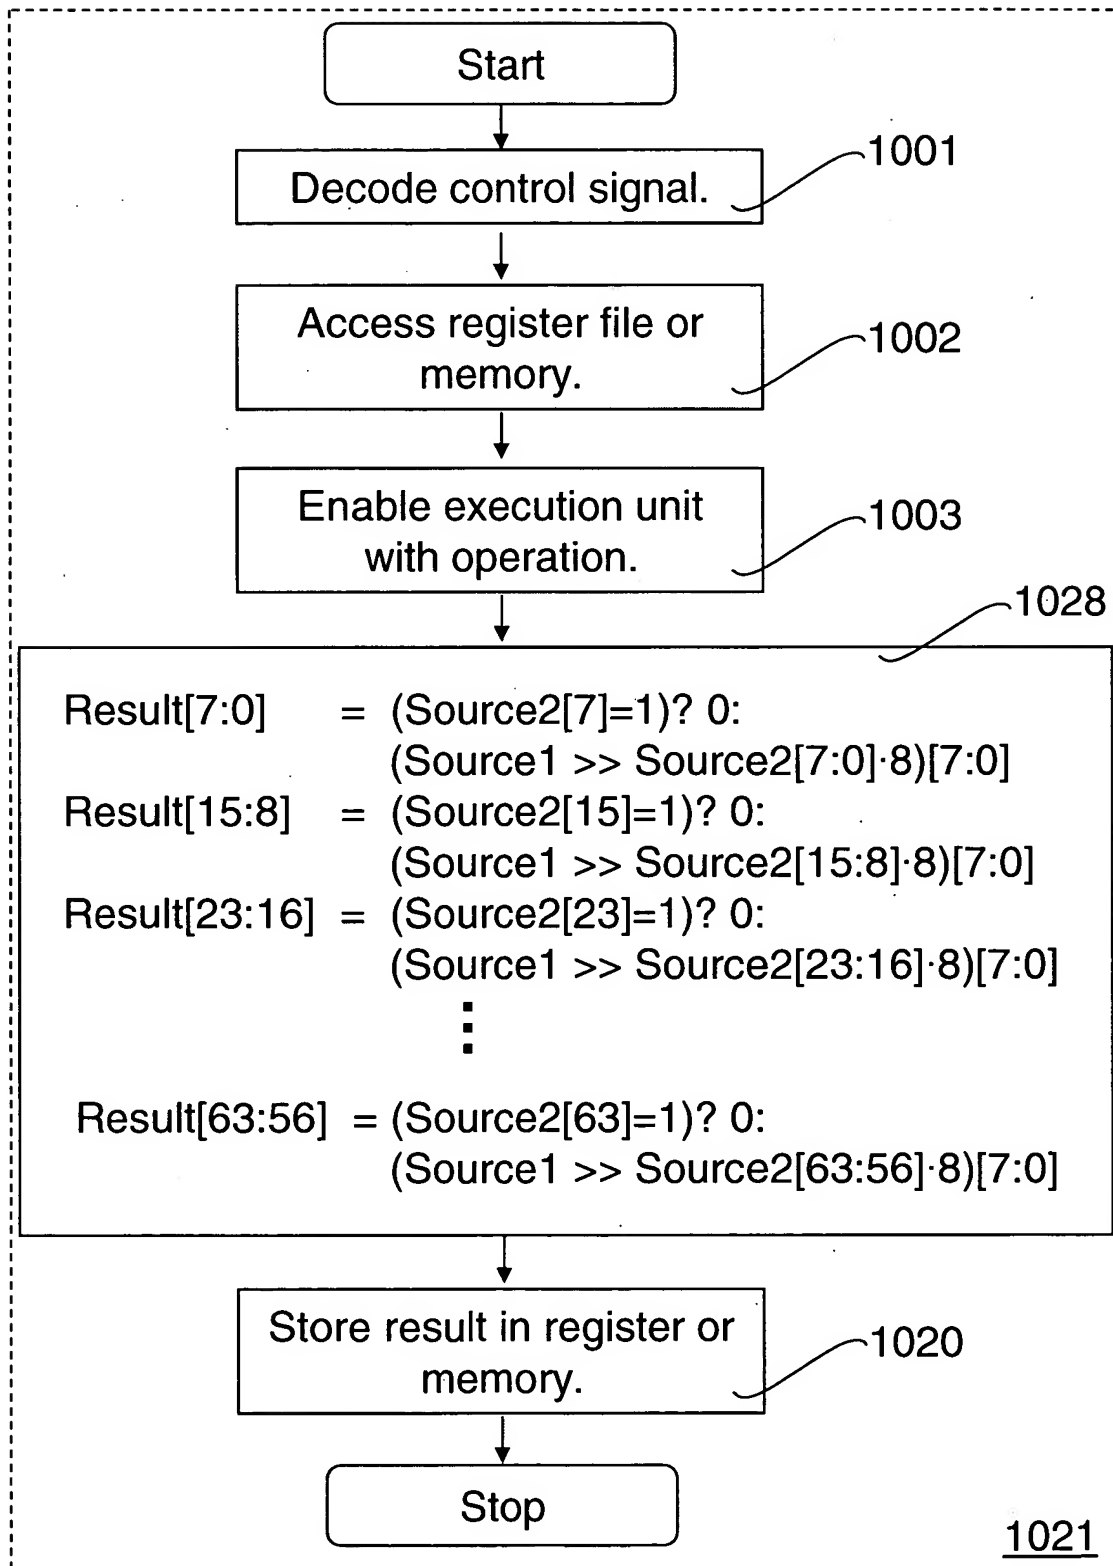 Start
1001
Decode control signal.
Access register file or
memory.
1002
Enable execution unit
with operation.
1003
1028
Result[7:0] = (Source2[7]=1)? 0:
(Source1 >> Source2[7:0]·8)[7:0]
Result[15:8] = (Source2[15]=1)? 0:
(Source1 >> Source2[15:8]·8)[7:0]
Result[23:16] = (Source2[23]=1)? 0:
(Source1 >> Source2[23:16]·8)[7:0]
⋮
Result[63:56] = (Source2[63]=1)? 0:
(Source1 >> Source2[63:56]·8)[7:0]
Store result in register or
memory.
1020
Stop
1021